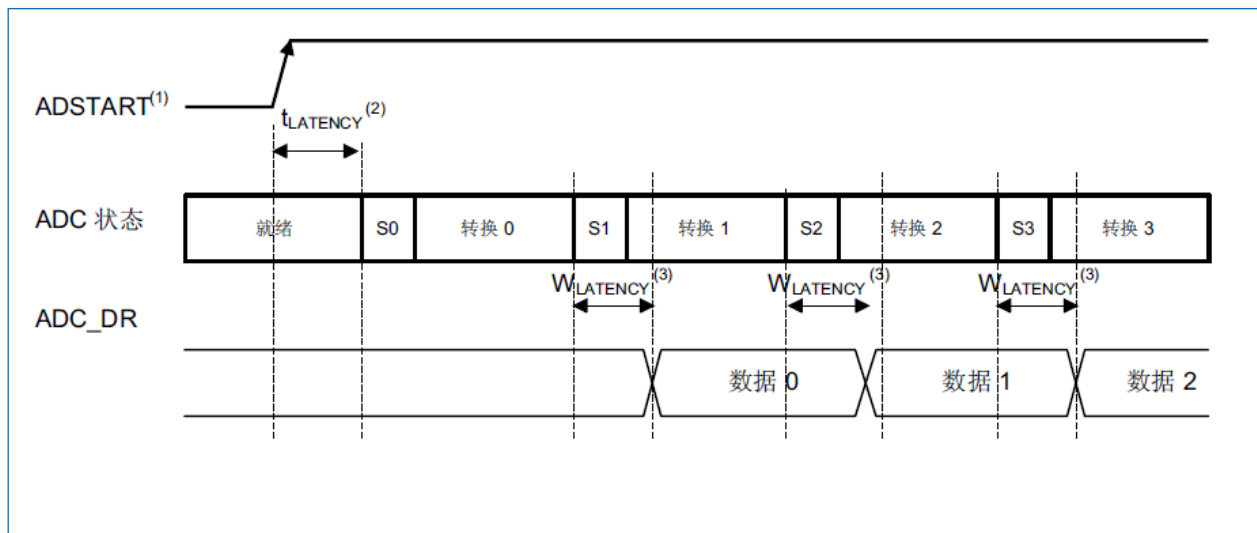 ADSTART(1)
tLATENCY(2)
ADC 状态
就绪 S0 转换 0 S1 转换 1 S2 转换 2 S3 转换 3
WLATENCY(3) WLATENCY(3) WLATENCY(3)
ADC_DR
数据 0 数据 1 数据 2